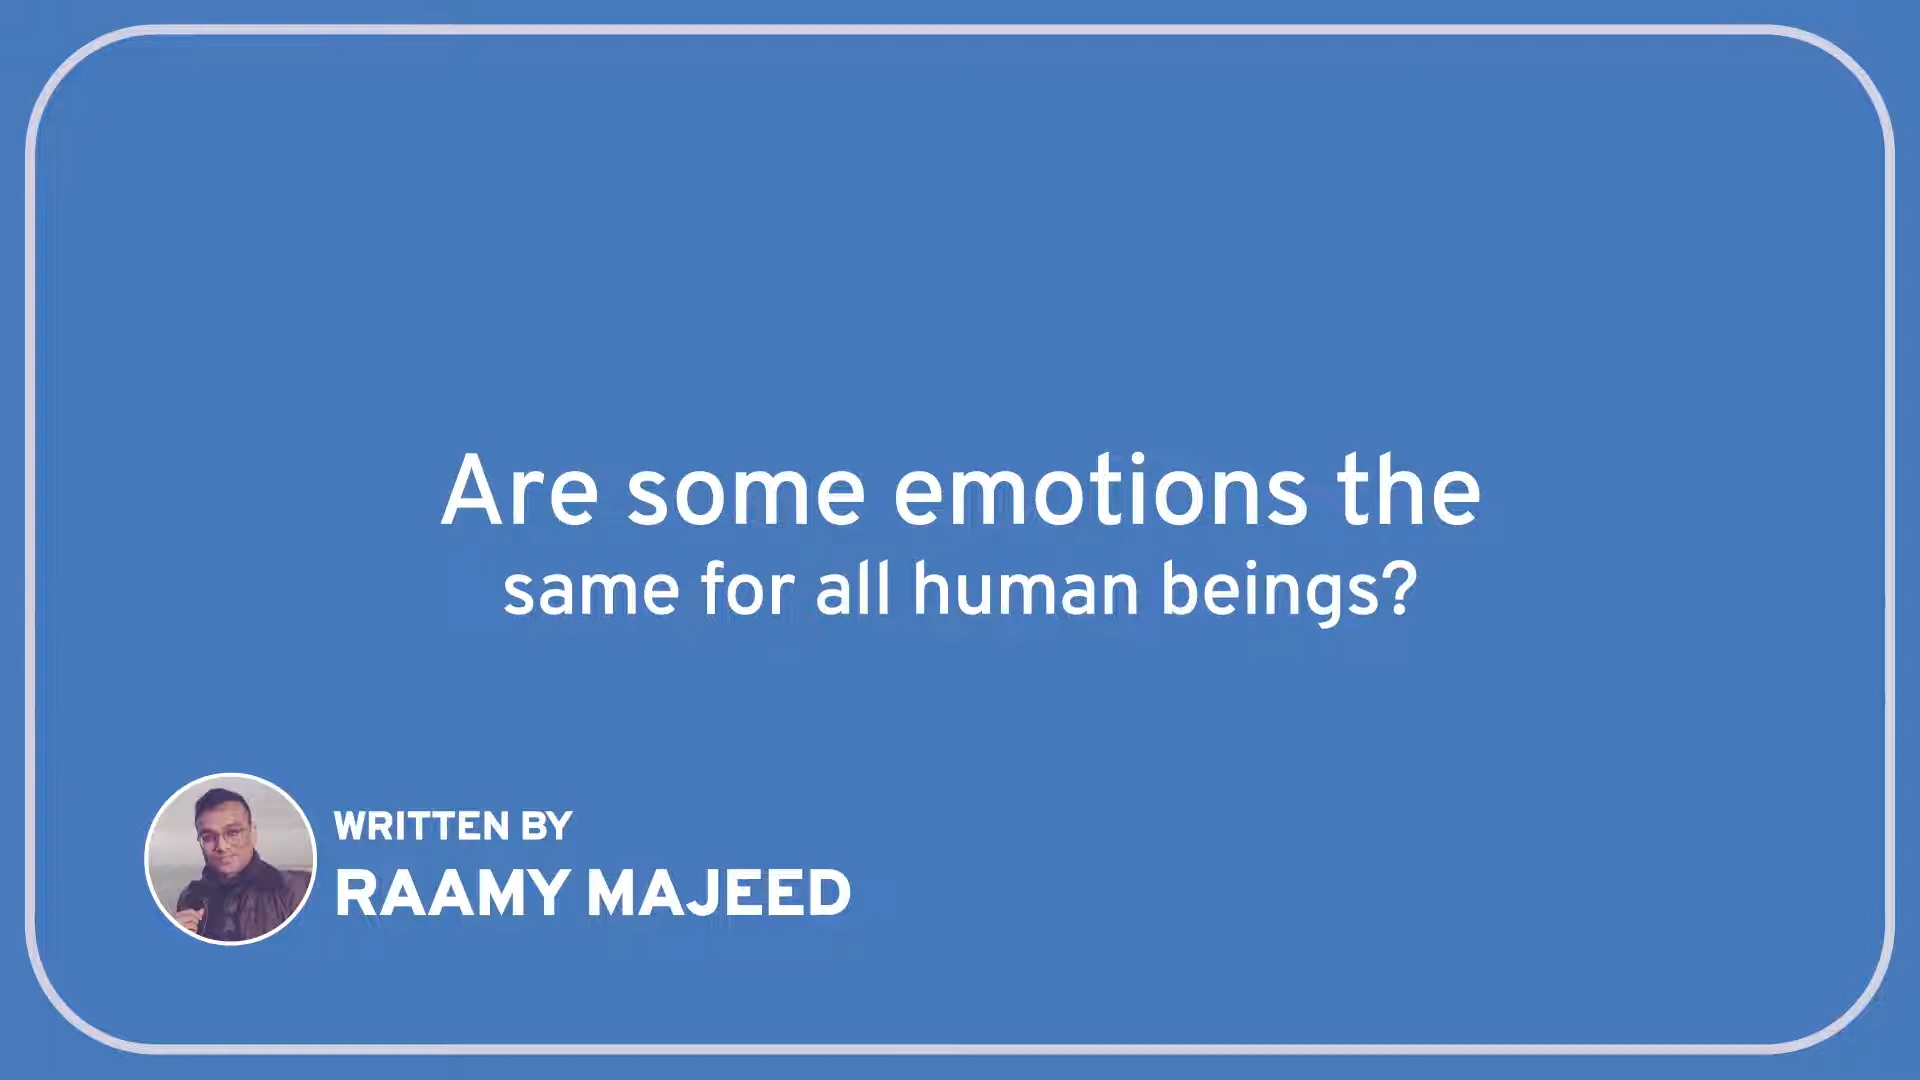 Are some emotions the
same for all human beings?
WRITTEN BY
RAAMY MAJEED